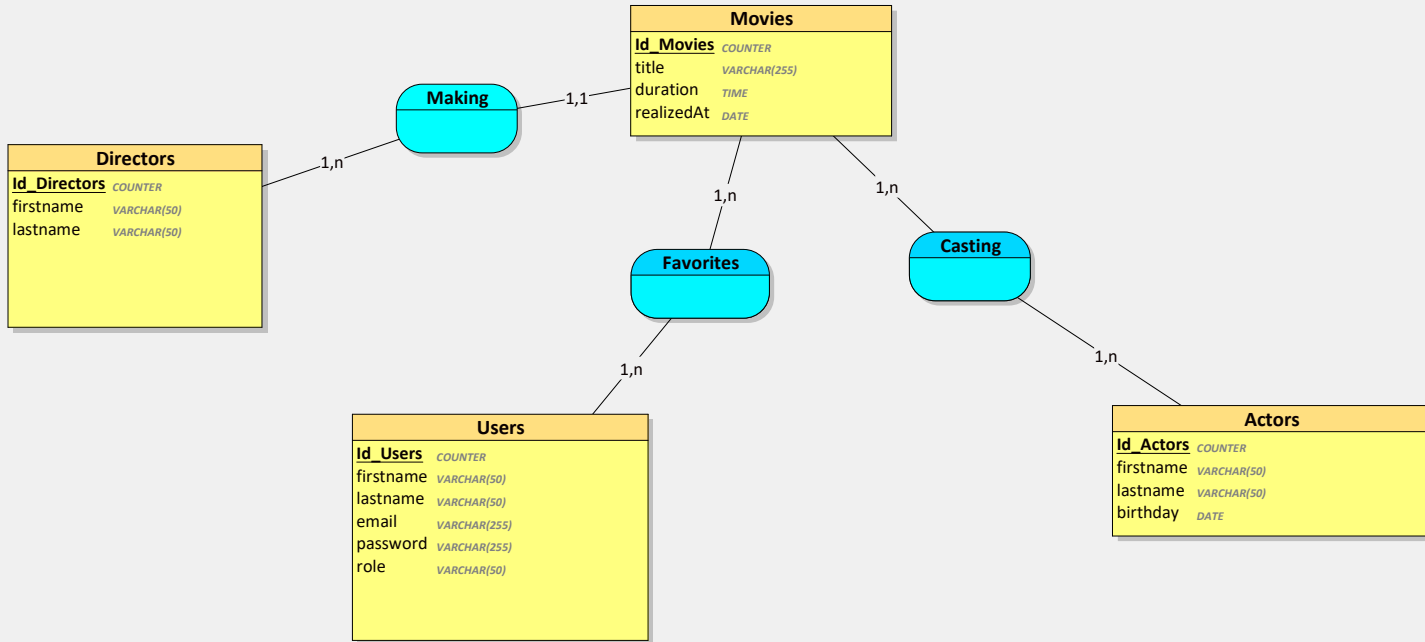 Movies
Id_Movies COUNTER
title VARCHAR(255)
duration TIME
realizedAt DATE
Making
1,1
1,n
Directors
Id_Directors COUNTER
firstname VARCHAR(50)
lastname VARCHAR(50)
1,n
1,n
Favorites
Casting
1,n
1,n
Users
Id_Users COUNTER
firstname VARCHAR(50)
lastname VARCHAR(50)
email VARCHAR(255)
password VARCHAR(255)
role VARCHAR(50)
Actors
Id_Actors COUNTER
firstname VARCHAR(50)
lastname VARCHAR(50)
birthday DATE